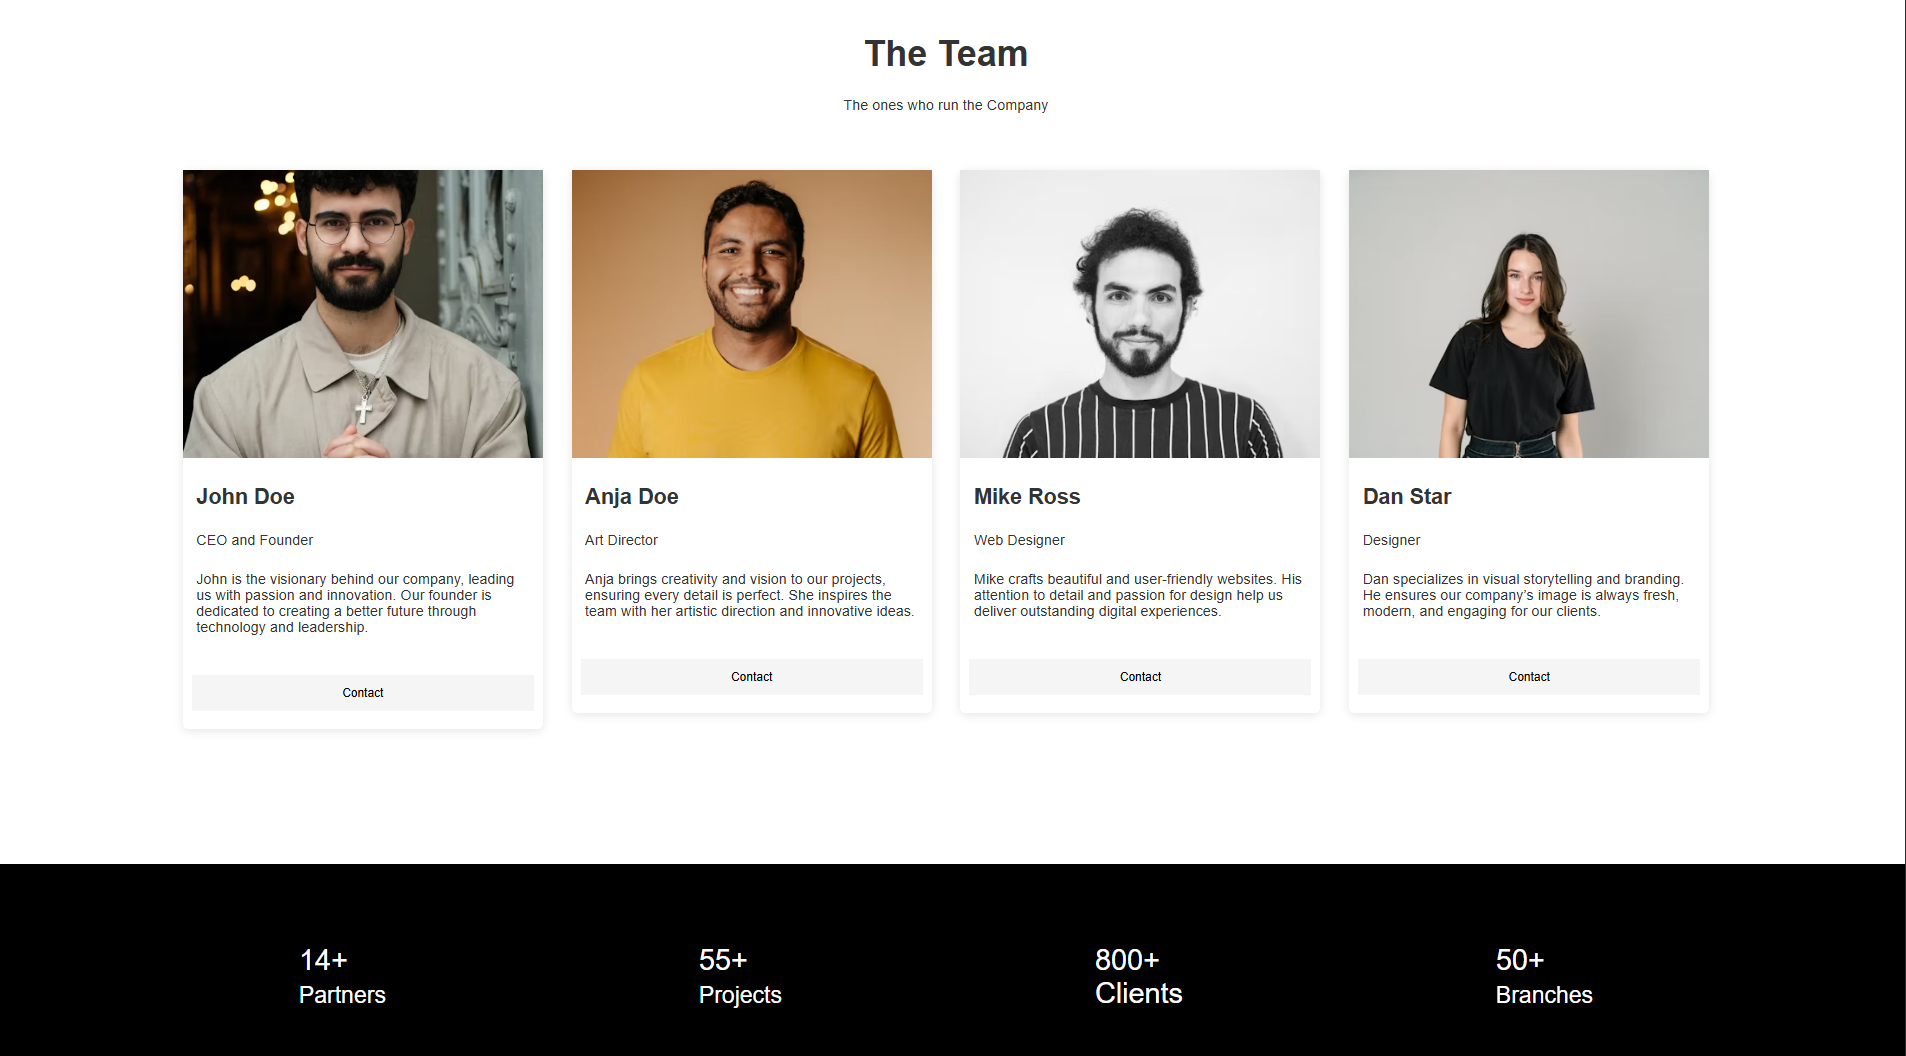 The Team
The ones who run the Company
John Doe
CEO and Founder
John is the visionary behind our company, leading
us with passion and innovation. Our founder is
dedicated to creating a better future through
technology and leadership.
Contact
Anja Doe
Art Director
Anja brings creativity and vision to our projects,
ensuring every detail is perfect. She inspires the
team with her artistic direction and innovative ideas.
Contact
Mike Ross
Web Designer
Mike crafts beautiful and user-friendly websites. His
attention to detail and passion for design help us
deliver outstanding digital experiences.
Contact
Dan Star
Designer
Dan specializes in visual storytelling and branding.
He ensures our company’s image is always fresh,
modern, and engaging for our clients.
Contact
14+
Partners
55+
Projects
800+
Clients
50+
Branches